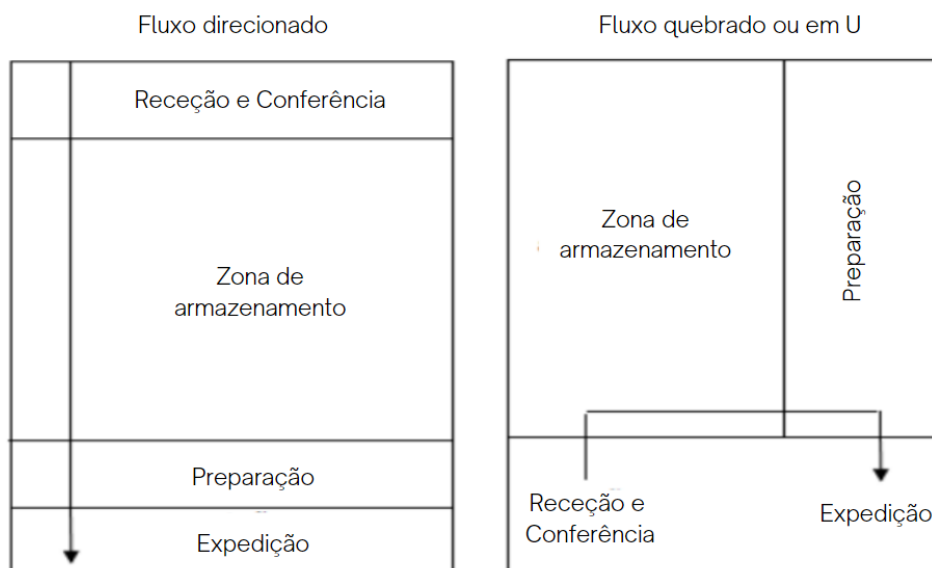 Fluxo direcionado
Receção e Conferência
Zona de
armazenamento
Preparação
Expedição
Fluxo quebrado ou em U
Zona de
armazenamento
Preparação
Receção e
Conferência
Expedição